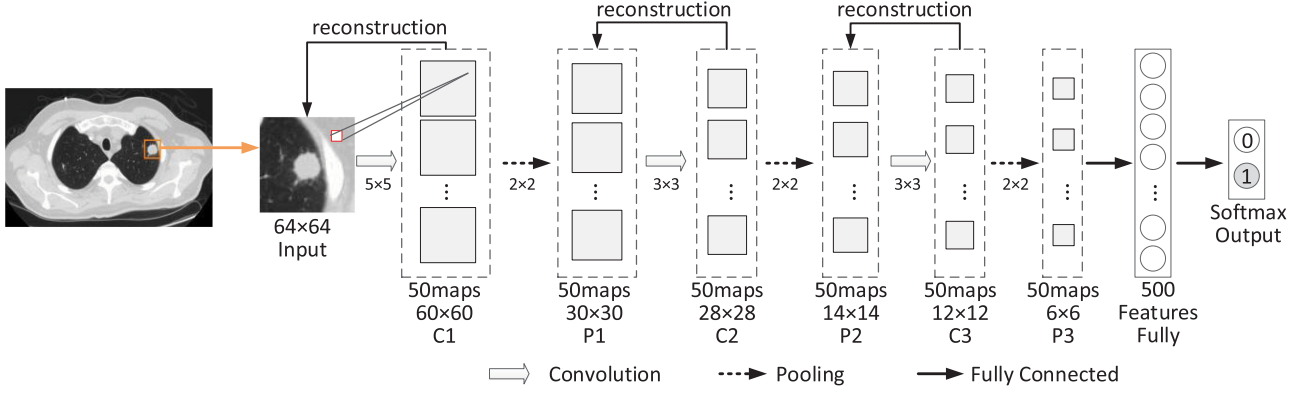 reconstruction
reconstruction
reconstruction
5×5
2×2
3×3
2×2
3×3
2×2
0
1
64×64
Input
Softmax
Output
50maps
60×60
C1
50maps
30×30
P1
50maps
28×28
C2
50maps
14×14
P2
50maps
12×12
C3
50maps
6×6
P3
500
Features
Fully
Convolution
Pooling
Fully Connected